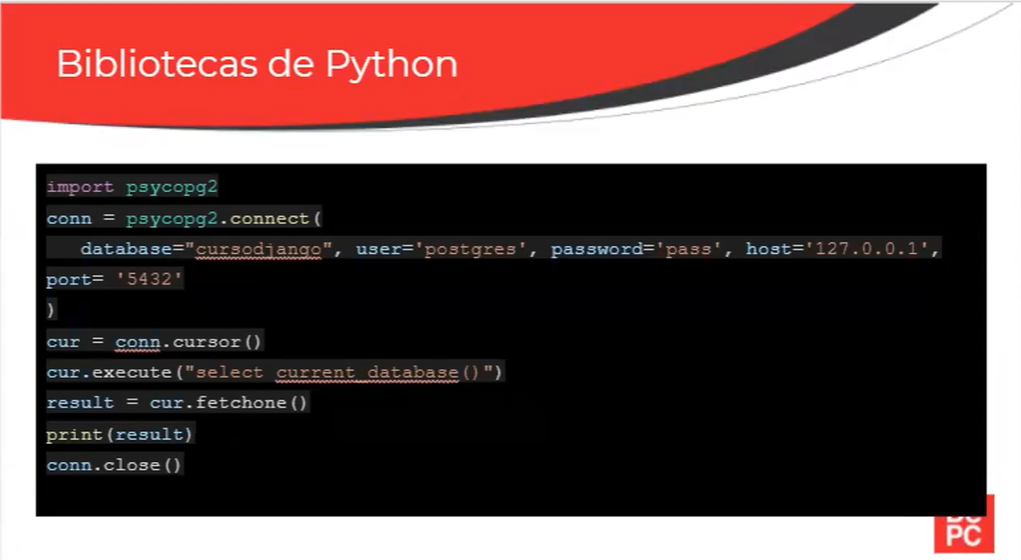 Bibliotecas de Python
import psycopg2
conn = psycopg2.connect(
database="cursodjango", user='postgres', password='pass', host='127.0.0.1',
port= '5432'
)
cur = conn.cursor()
cur.execute("select current_database()")
result = cur.fetchone()
print(result)
conn.close()
PC